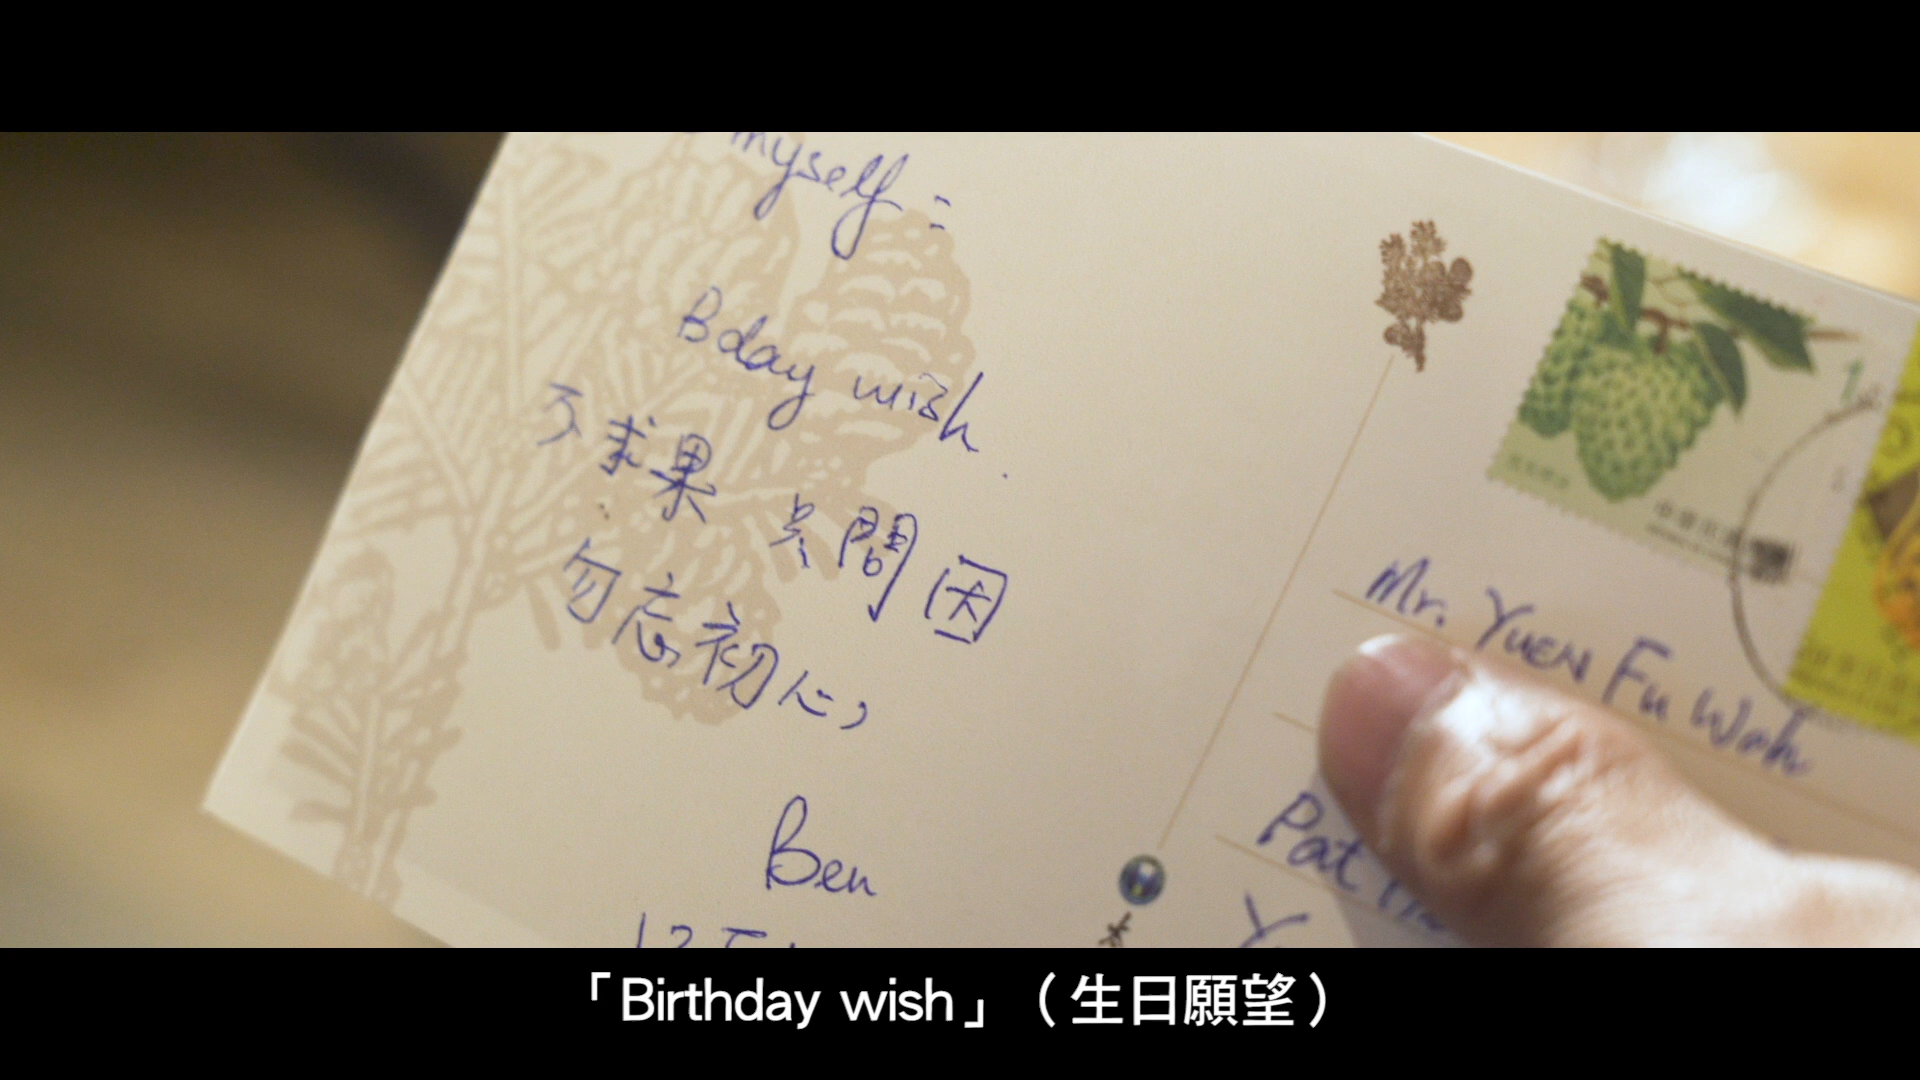 myself :
Bday wish.
不求果 只問因
勿忘初心,
Ben
Mr. Yuen Fu Wah
Pat
「Birthday wish」（生日願望）